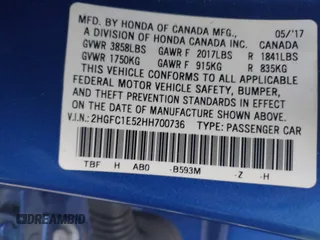 MFD. BY HONDA OF CANADA MFG., 05/'17
A DIVISION OF HONDA CANADA INC. CANADA
GVWR 3858LBS GAWR F 2017LBS R 1841LBS
GVWR 1750KG GAWR F 915KG R 835KG
THIS VEHICLE CONFORMS TO ALL APPLICABLE
FEDERAL MOTOR VEHICLE SAFETY, BUMPER,
AND THEFT PREVENTION STANDARDS IN EFFECT
ON THE DATE OF MANUFACTURE SHOWN ABOVE.
V.I.N.: 2HGFC1E52HH700736 TYPE: PASSENGER CAR
TBF H AB0 -B593M -Z -H
DREAMBID